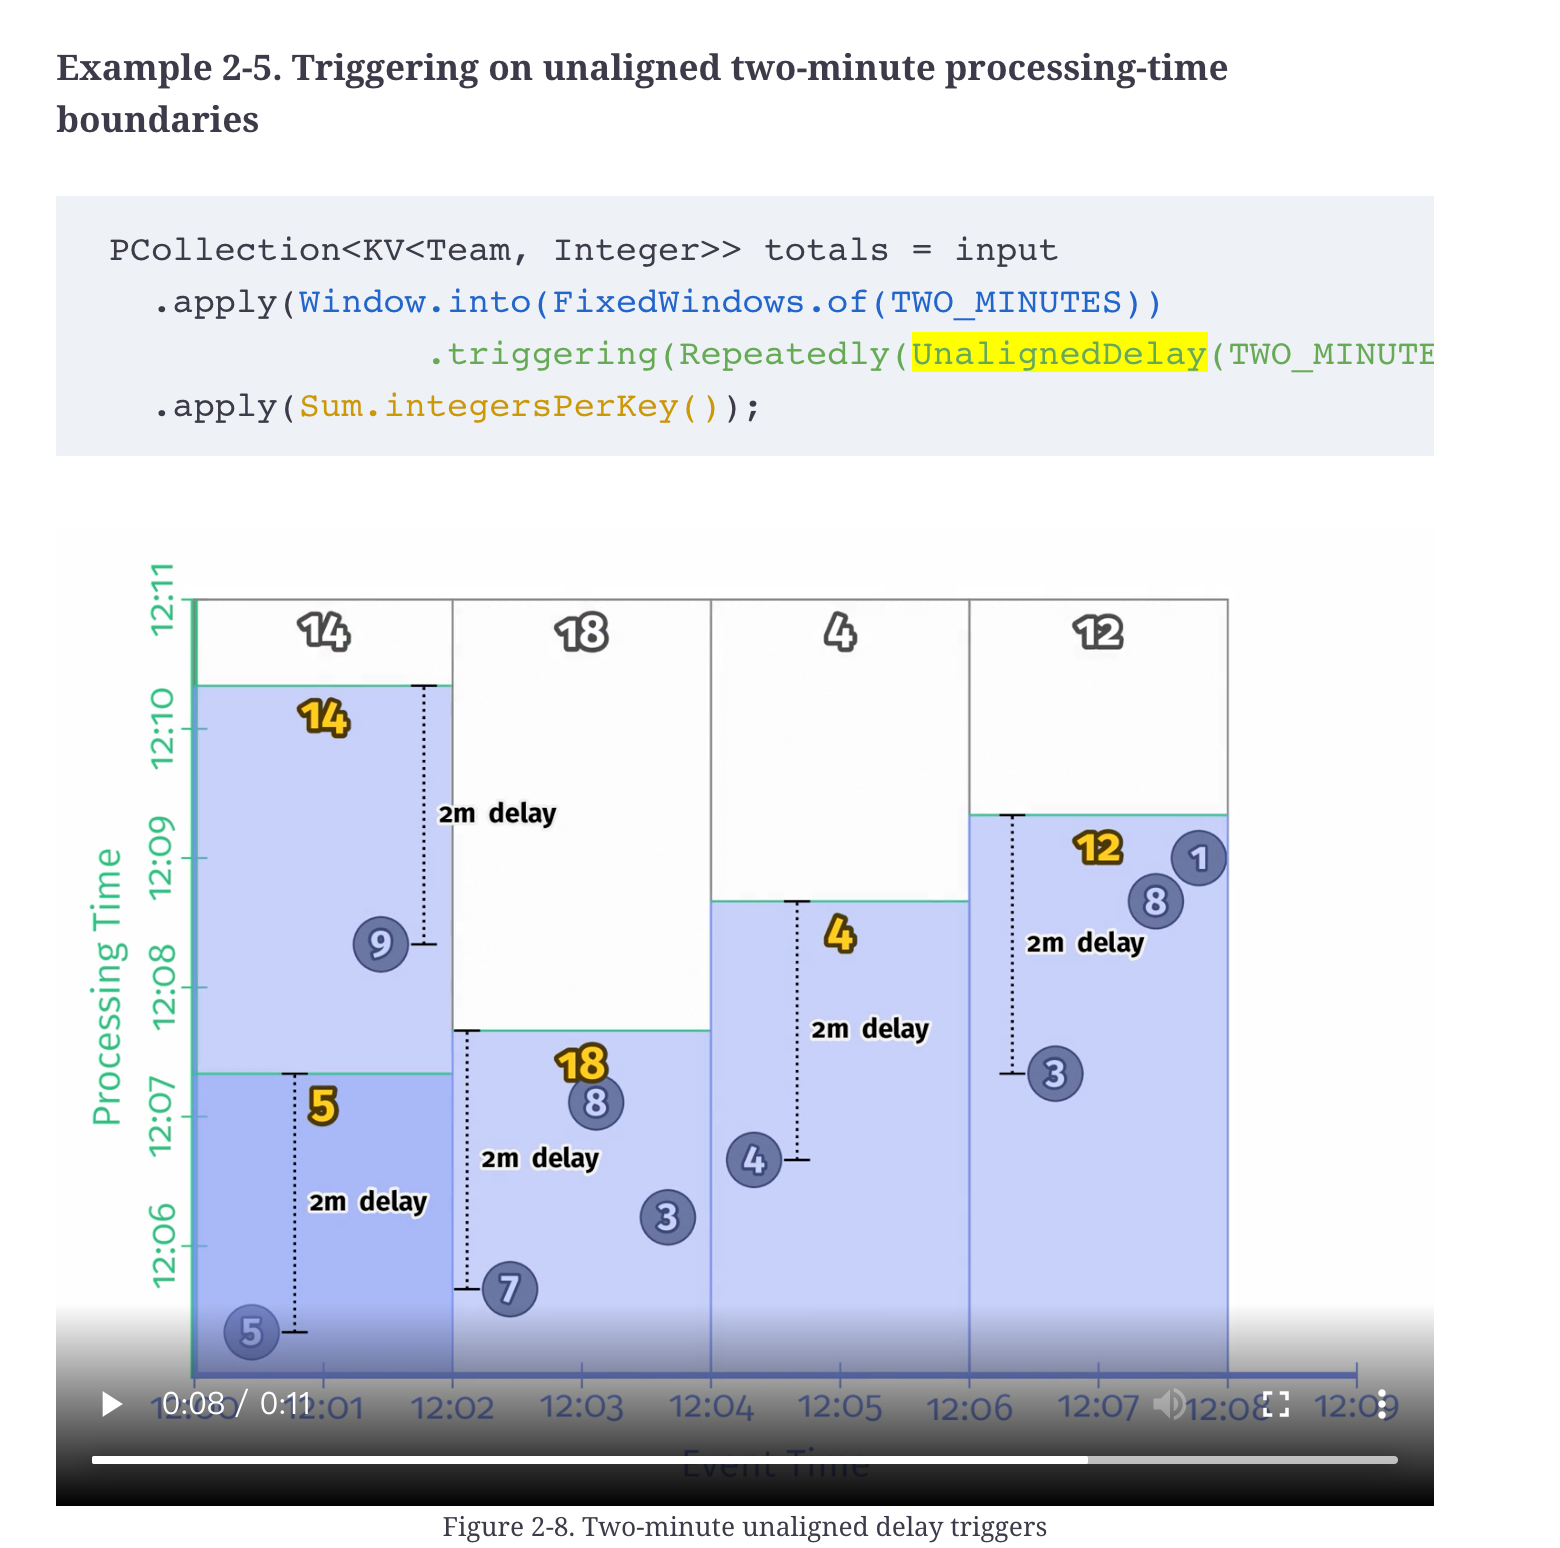 Example 2-5. Triggering on unaligned two-minute processing-time
boundaries
PCollection<KV<Team, Integer>> totals = input
.apply(Window.into(FixedWindows.of(TWO_MINUTES))
.triggering(Repeatedly(UnalignedDelay(TWO_MINUTE
.apply(Sum.integersPerKey());
12:11
14
18
4
12
14
12:10
2m delay
12
12:09
1
8
4
9
2m delay
12:08
2m delay
18
3
8
12:07
5
2m delay
4
2m delay
3
12:06
7
5
Processing Time
0:08 / 0:11
12:00
12:01
12:02
12:03
12:04
12:05
12:06
12:07
12:08
12:09
Event Time
Figure 2-8. Two-minute unaligned delay triggers